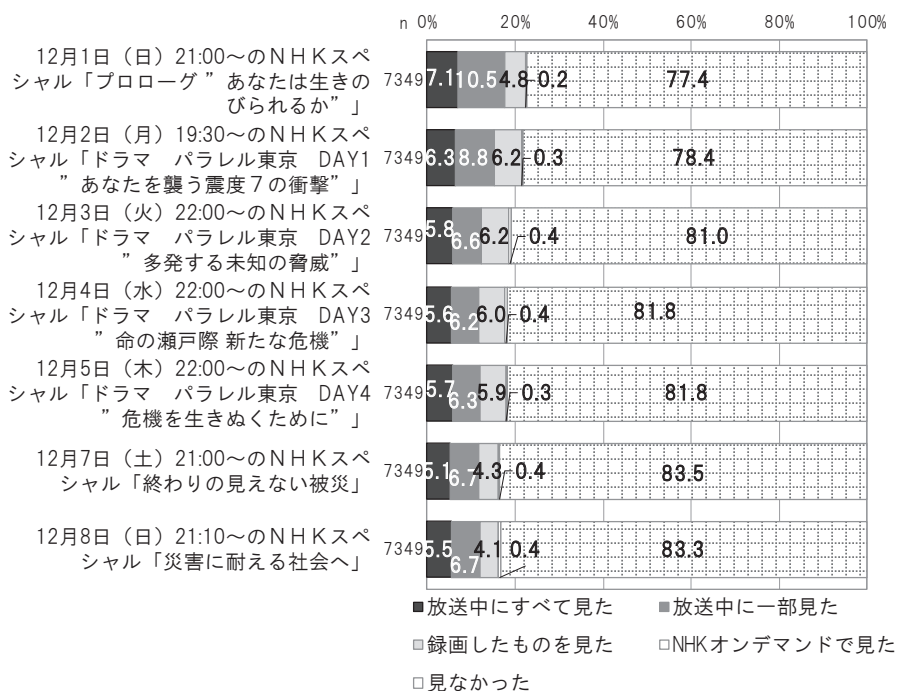 n 0% 20% 40% 60% 80% 100%
12月1日（日）21:00～のＮＨＫスペ
シャル「プロローグ ” あなたは生きの
びられるか” 」
73497.1 10.5 4.8 0.2 77.4
12月2日（月）19:30～のＮＨＫスペ
シャル「ドラマ　パラレル東京　DAY1
” あなたを襲う震度７の衝撃” 」
7349 6.3 8.8 6.2 0.3 78.4
12月3日（火）22:00～のＮＨＫスペ
シャル「ドラマ　パラレル東京　DAY2
” 多発する未知の脅威” 」
7349 5.8 6.6 6.2 0.4 81.0
12月4日（水）22:00～のＮＨＫスペ
シャル「ドラマ　パラレル東京　DAY3
” 命の瀬戸際 新たな危機” 」
7349 5.6 6.2 6.0 0.4 81.8
12月5日（木）22:00～のＮＨＫスペ
シャル「ドラマ　パラレル東京　DAY4
” 危機を生きぬくために” 」
7349 5.7 6.3 5.9 0.3 81.8
12月7日（土）21:00～のＮＨＫスペ
シャル「終わりの見えない被災」
7349 5.1 6.7 4.3 0.4 83.5
12月8日（日）21:10～のＮＨＫスペ
シャル「災害に耐える社会へ」
7349 5.5 6.7 4.1 0.4 83.3
放送中にすべて見た 放送中に一部見た
録画したものを見た NHKオンデマンドで見た
見なかった